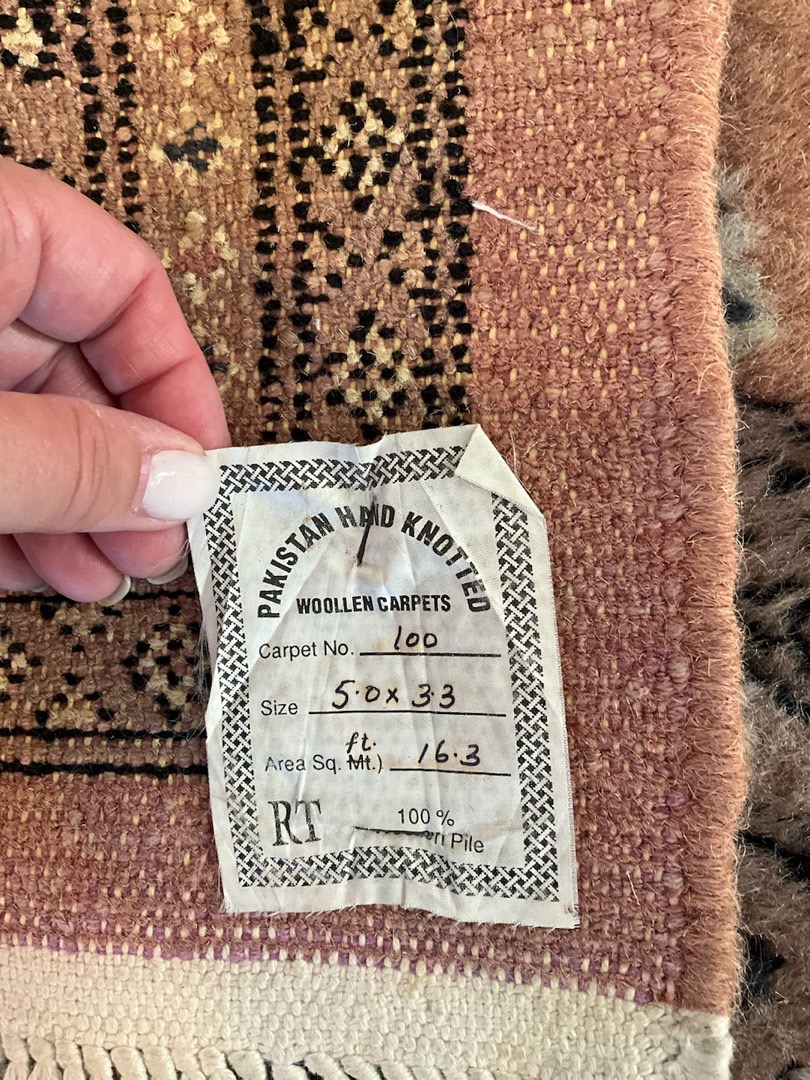 PAKISTAN HAND KNOTTED
WOOLLEN CARPETS
Carpet No. 100
Size 5.0 x 3.3
ft.
Area Sq. Mt.) 16.3
RT
100 %
Pile